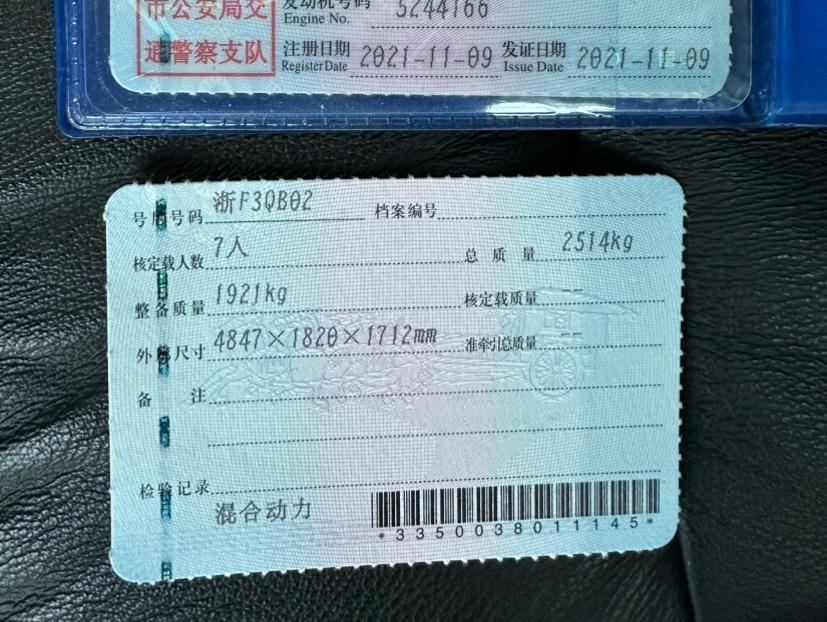 市公安局交 发动机号码 5244166
Engine No.
通警察支队 注册日期 2021-11-09 发证日期 2021-11-09
Register Date Issue Date
号牌号码 浙F3QB02 档案编号
核定载人数 7人 总质量 2514kg
整备质量 1921kg 核定载质量 --
外廓尺寸 4847×1820×1712mm 准牵引总质量 --
备注
检验记录
混合动力
*3350038011145*